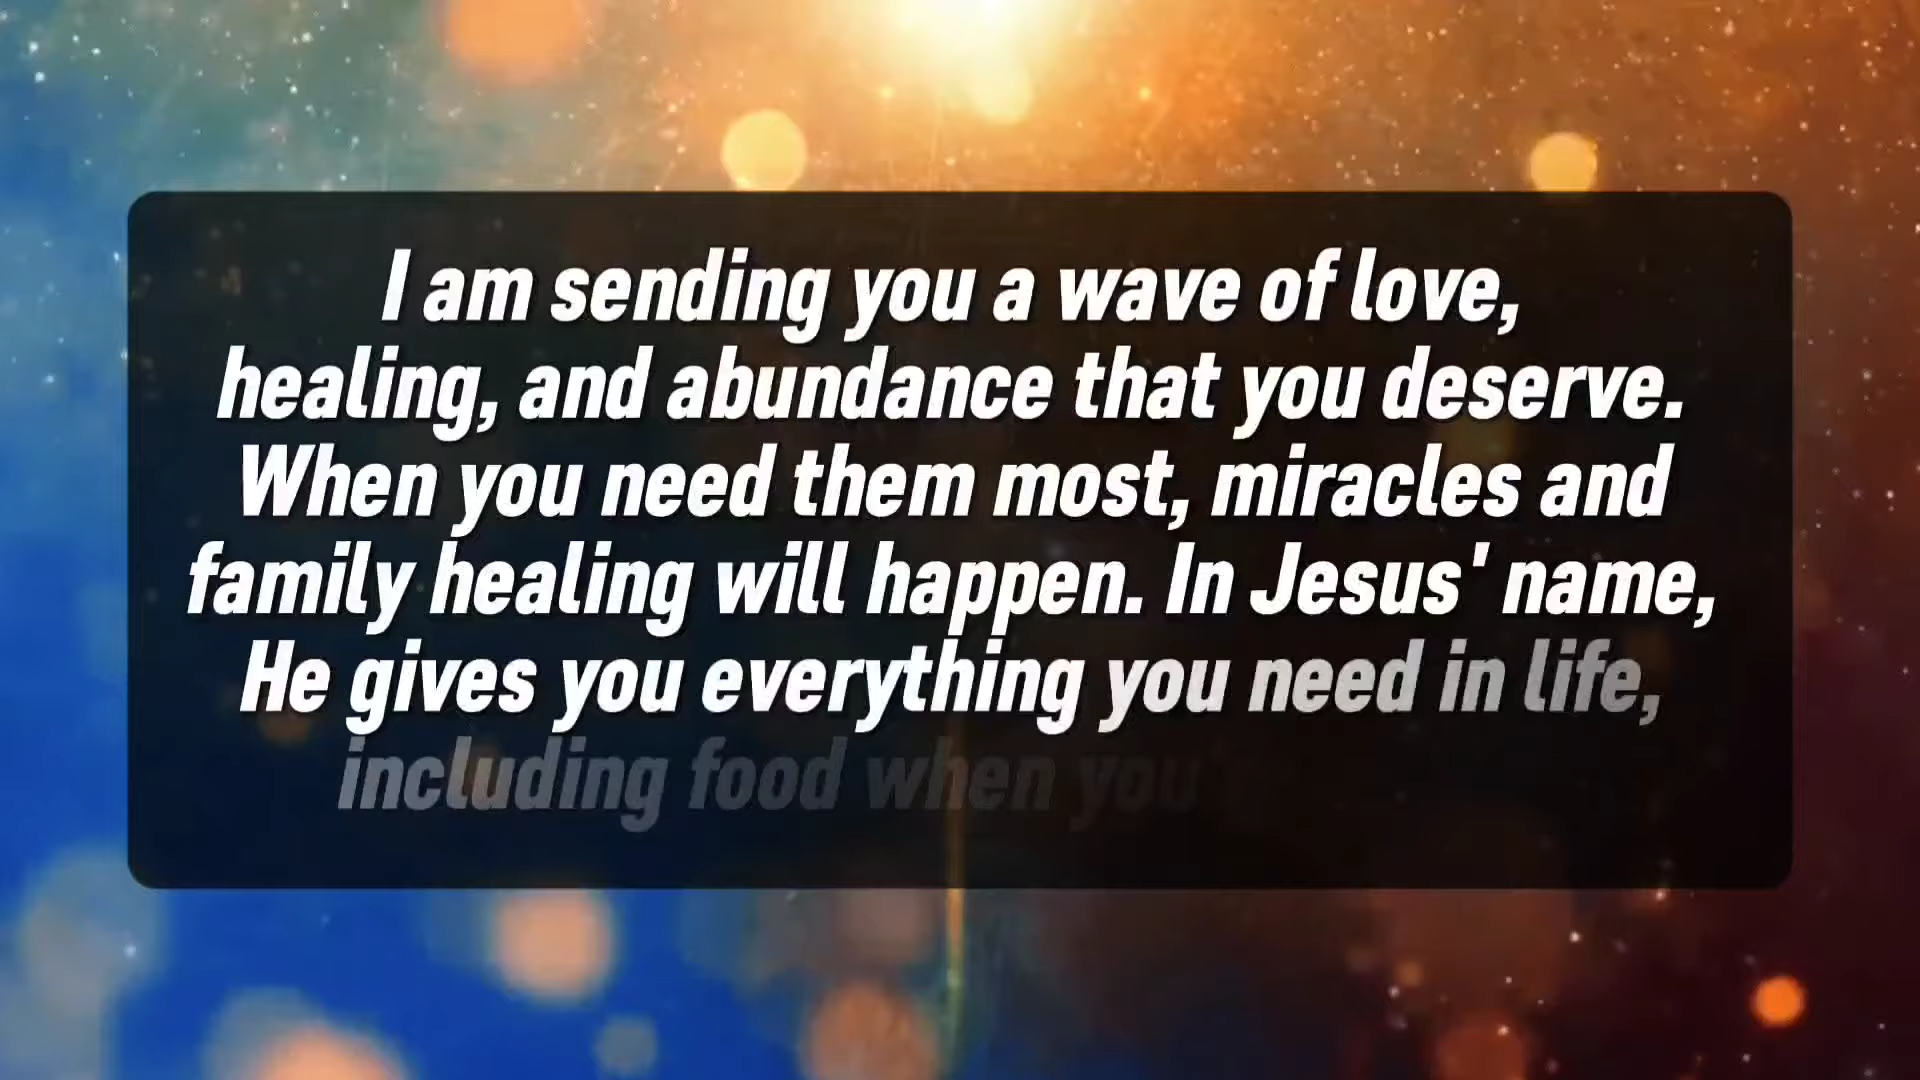 I am sending you a wave of love,
healing, and abundance that you deserve.
When you need them most, miracles and
family healing will happen. In Jesus' name,
He gives you everything you need in life,
including food when